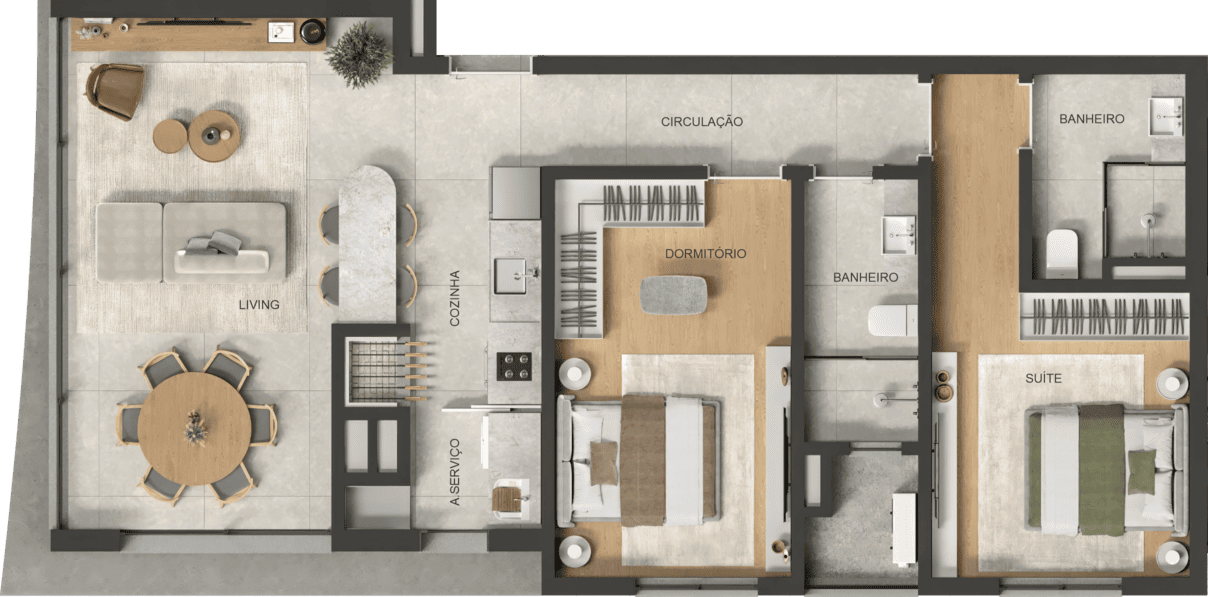 CIRCULAÇÃO
BANHEIRO
DORMITÓRIO
BANHEIRO
COZINHA
LIVING
SUÍTE
A.SERVIÇO